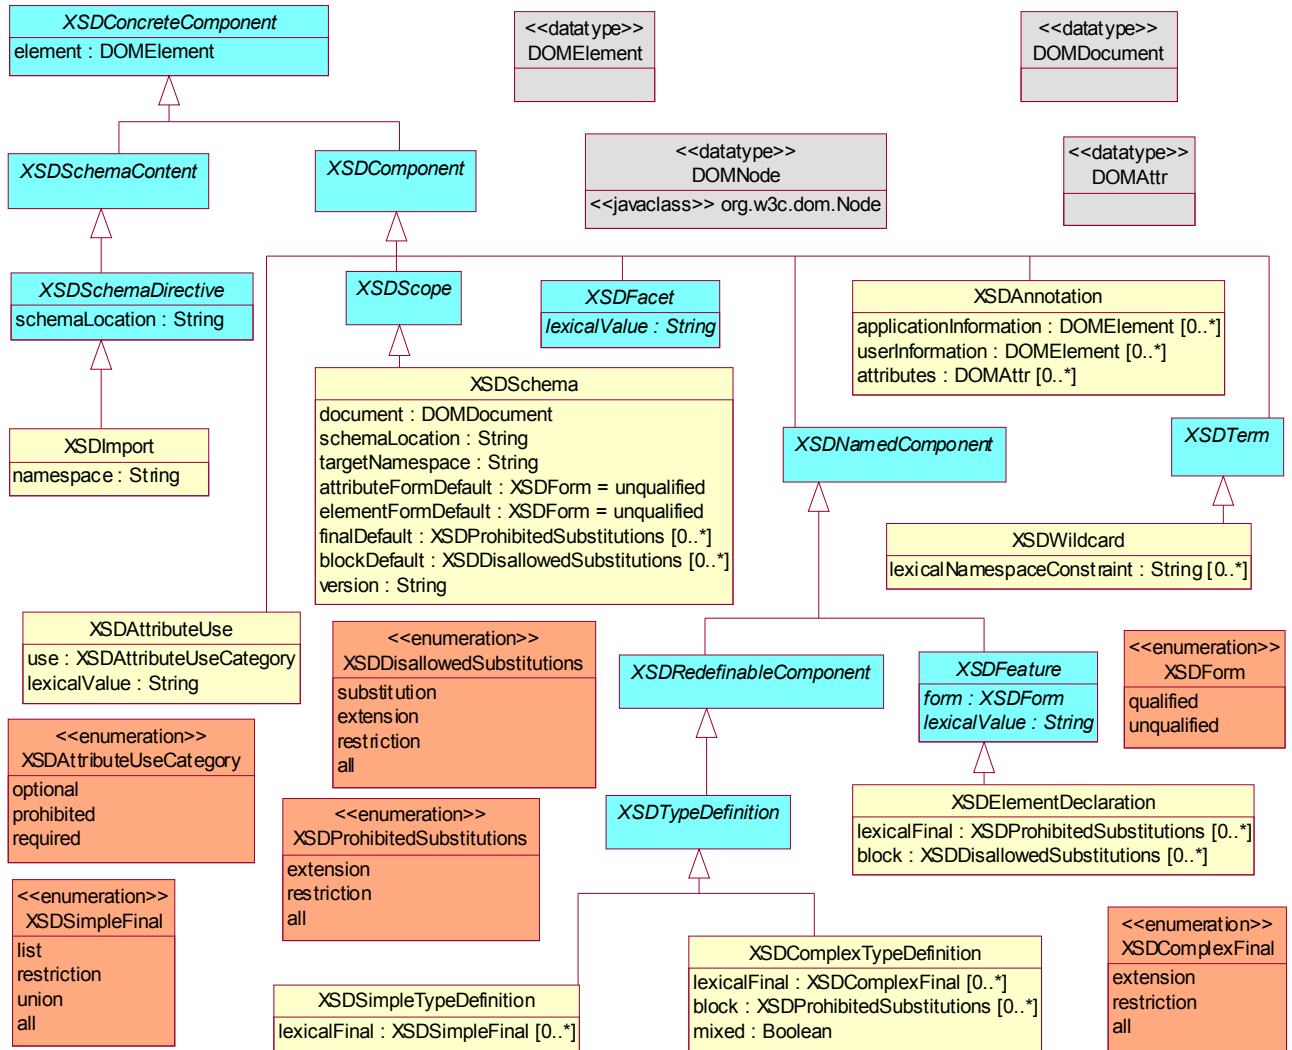 XSDConcreteComponent
element : DOMElement
<<datatype>>
DOMElement
<<datatype>>
DOMDocument
XSDSchemaContent
XSDComponent
<<datatype>>
DOMNode
<<javaclass>> org.w3c.dom.Node
<<datatype>>
DOMAttr
XSDSchemaDirective
schemaLocation : String
XSDScope
XSDFacet
lexicalValue : String
XSDAnnotation
applicationInformation : DOMElement [0..*]
userInformation : DOMElement [0..*]
attributes : DOMAttr [0..*]
XSDImport
namespace : String
XSDSchema
document : DOMDocument
schemaLocation : String
targetNamespace : String
attributeFormDefault : XSDForm = unqualified
elementFormDefault : XSDForm = unqualified
finalDefault : XSDProhibitedSubstitutions [0..*]
blockDefault : XSDDisallowedSubstitutions [0..*]
version : String
XSDNamedComponent
XSDTerm
XSDWildcard
lexicalNamespaceConstraint : String [0..*]
XSDAttributeUse
use : XSDAttributeUseCategory
lexicalValue : String
<<enumeration>>
XSDDisallowedSubstitutions
substitution
extension
restriction
all
XSDRedefinableComponent
XSDFeature
form : XSDForm
lexicalValue : String
<<enumeration>>
XSDForm
qualified
unqualified
<<enumeration>>
XSDAttributeUseCategory
optional
prohibited
required
<<enumeration>>
XSDProhibitedSubstitutions
extension
restriction
all
XSDTypeDefinition
XSDElementDeclaration
lexicalFinal : XSDProhibitedSubstitutions [0..*]
block : XSDDisallowedSubstitutions [0..*]
<<enumeration>>
XSDSimpleFinal
list
restriction
union
all
XSDSimpleTypeDefinition
lexicalFinal : XSDSimpleFinal [0..*]
XSDComplexTypeDefinition
lexicalFinal : XSDComplexFinal [0..*]
block : XSDProhibitedSubstitutions [0..*]
mixed : Boolean
<<enumeration>>
XSDComplexFinal
extension
restriction
all